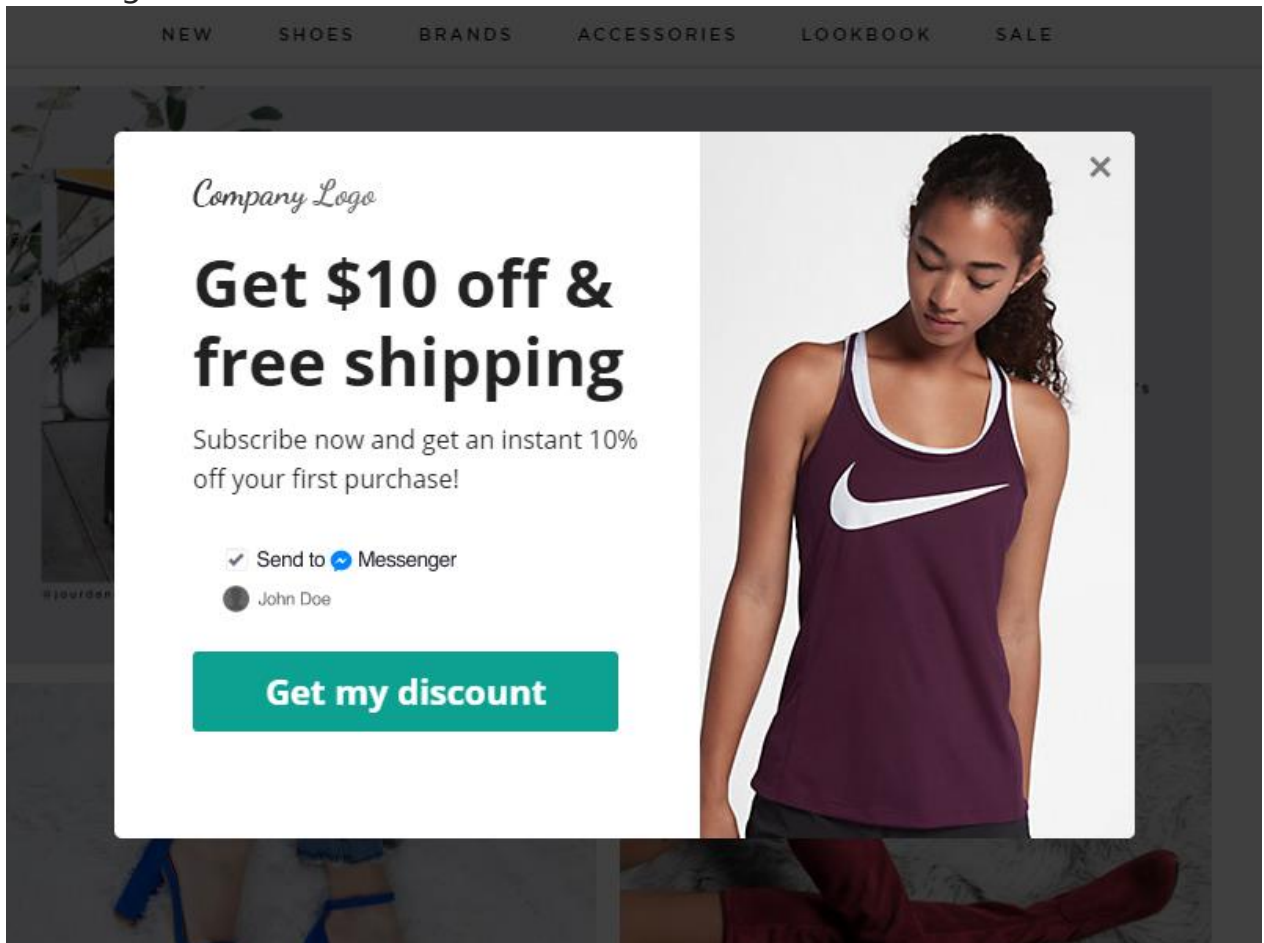 NEW SHOES BRANDS ACCESSORIES LOOKBOOK SALE
Company Logo
Get $10 off &
free shipping
Subscribe now and get an instant 10%
off your first purchase!
Send to Messenger
John Doe
Get my discount
@jourden